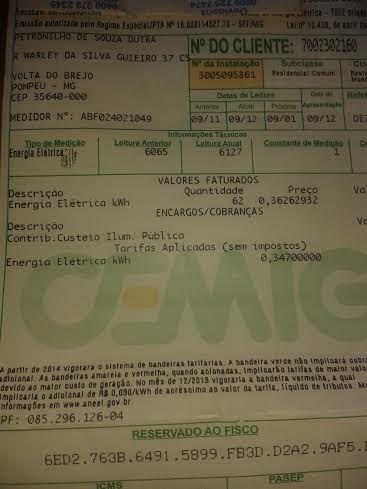 Emissão autorizada pelo Regime Especial/PTA Nº 16.000114527.70 - SEF/MG
PETRONILHO DE SOUZA DUTRA
R WARLEY DA SILVA GUIEIRO 37 CS
VOLTA DO BREJO
POMPEU - MG
CEP 35640-000
MEDIDOR Nº: ABF024021049
Nº DO CLIENTE: 7002302160
Nº da Instalação
3005095861
Subclasse
Residencial Comum
Datas de Leitura
Anterior Atual Próxima
Data de Apresentação
09/11 09/12 09/01 09/12
Informações Técnicas
Tipo de Medição Leitura Anterior Leitura Atual Constante de Medição
Energia Elétrica 6065 6127 1
VALORES FATURADOS
Descrição Quantidade Preço
Energia Elétrica kWh 62 0,36262932
ENCARGOS/COBRANÇAS
Descrição
Contrib.Custeio Ilum. Pública
Tarifas Aplicadas (sem impostos)
Energia Elétrica kWh 0,34700000
CEMIG
A partir de 2014 vigorara o sistema de bandeiras tarifarias. A bandeira verde não implicará
adicional. As bandeiras amarela e vermelha, quando acionadas, implicarão tarifas de maior valor
devido ao maior custo de geração. No mês de 12/2013 vigoraria a bandeira vermelha, a qual
implicaria o adicional de R$ 0,030/kWh de acréscimo ao valor da tarifa, líquido de tributos.
informações em www.aneel.gov.br
CPF: 085.296.126-04
RESERVADO AO FISCO
6ED2.763B.6491.5899.FB3D.D2A2.9AF5.
ICMS PASEP